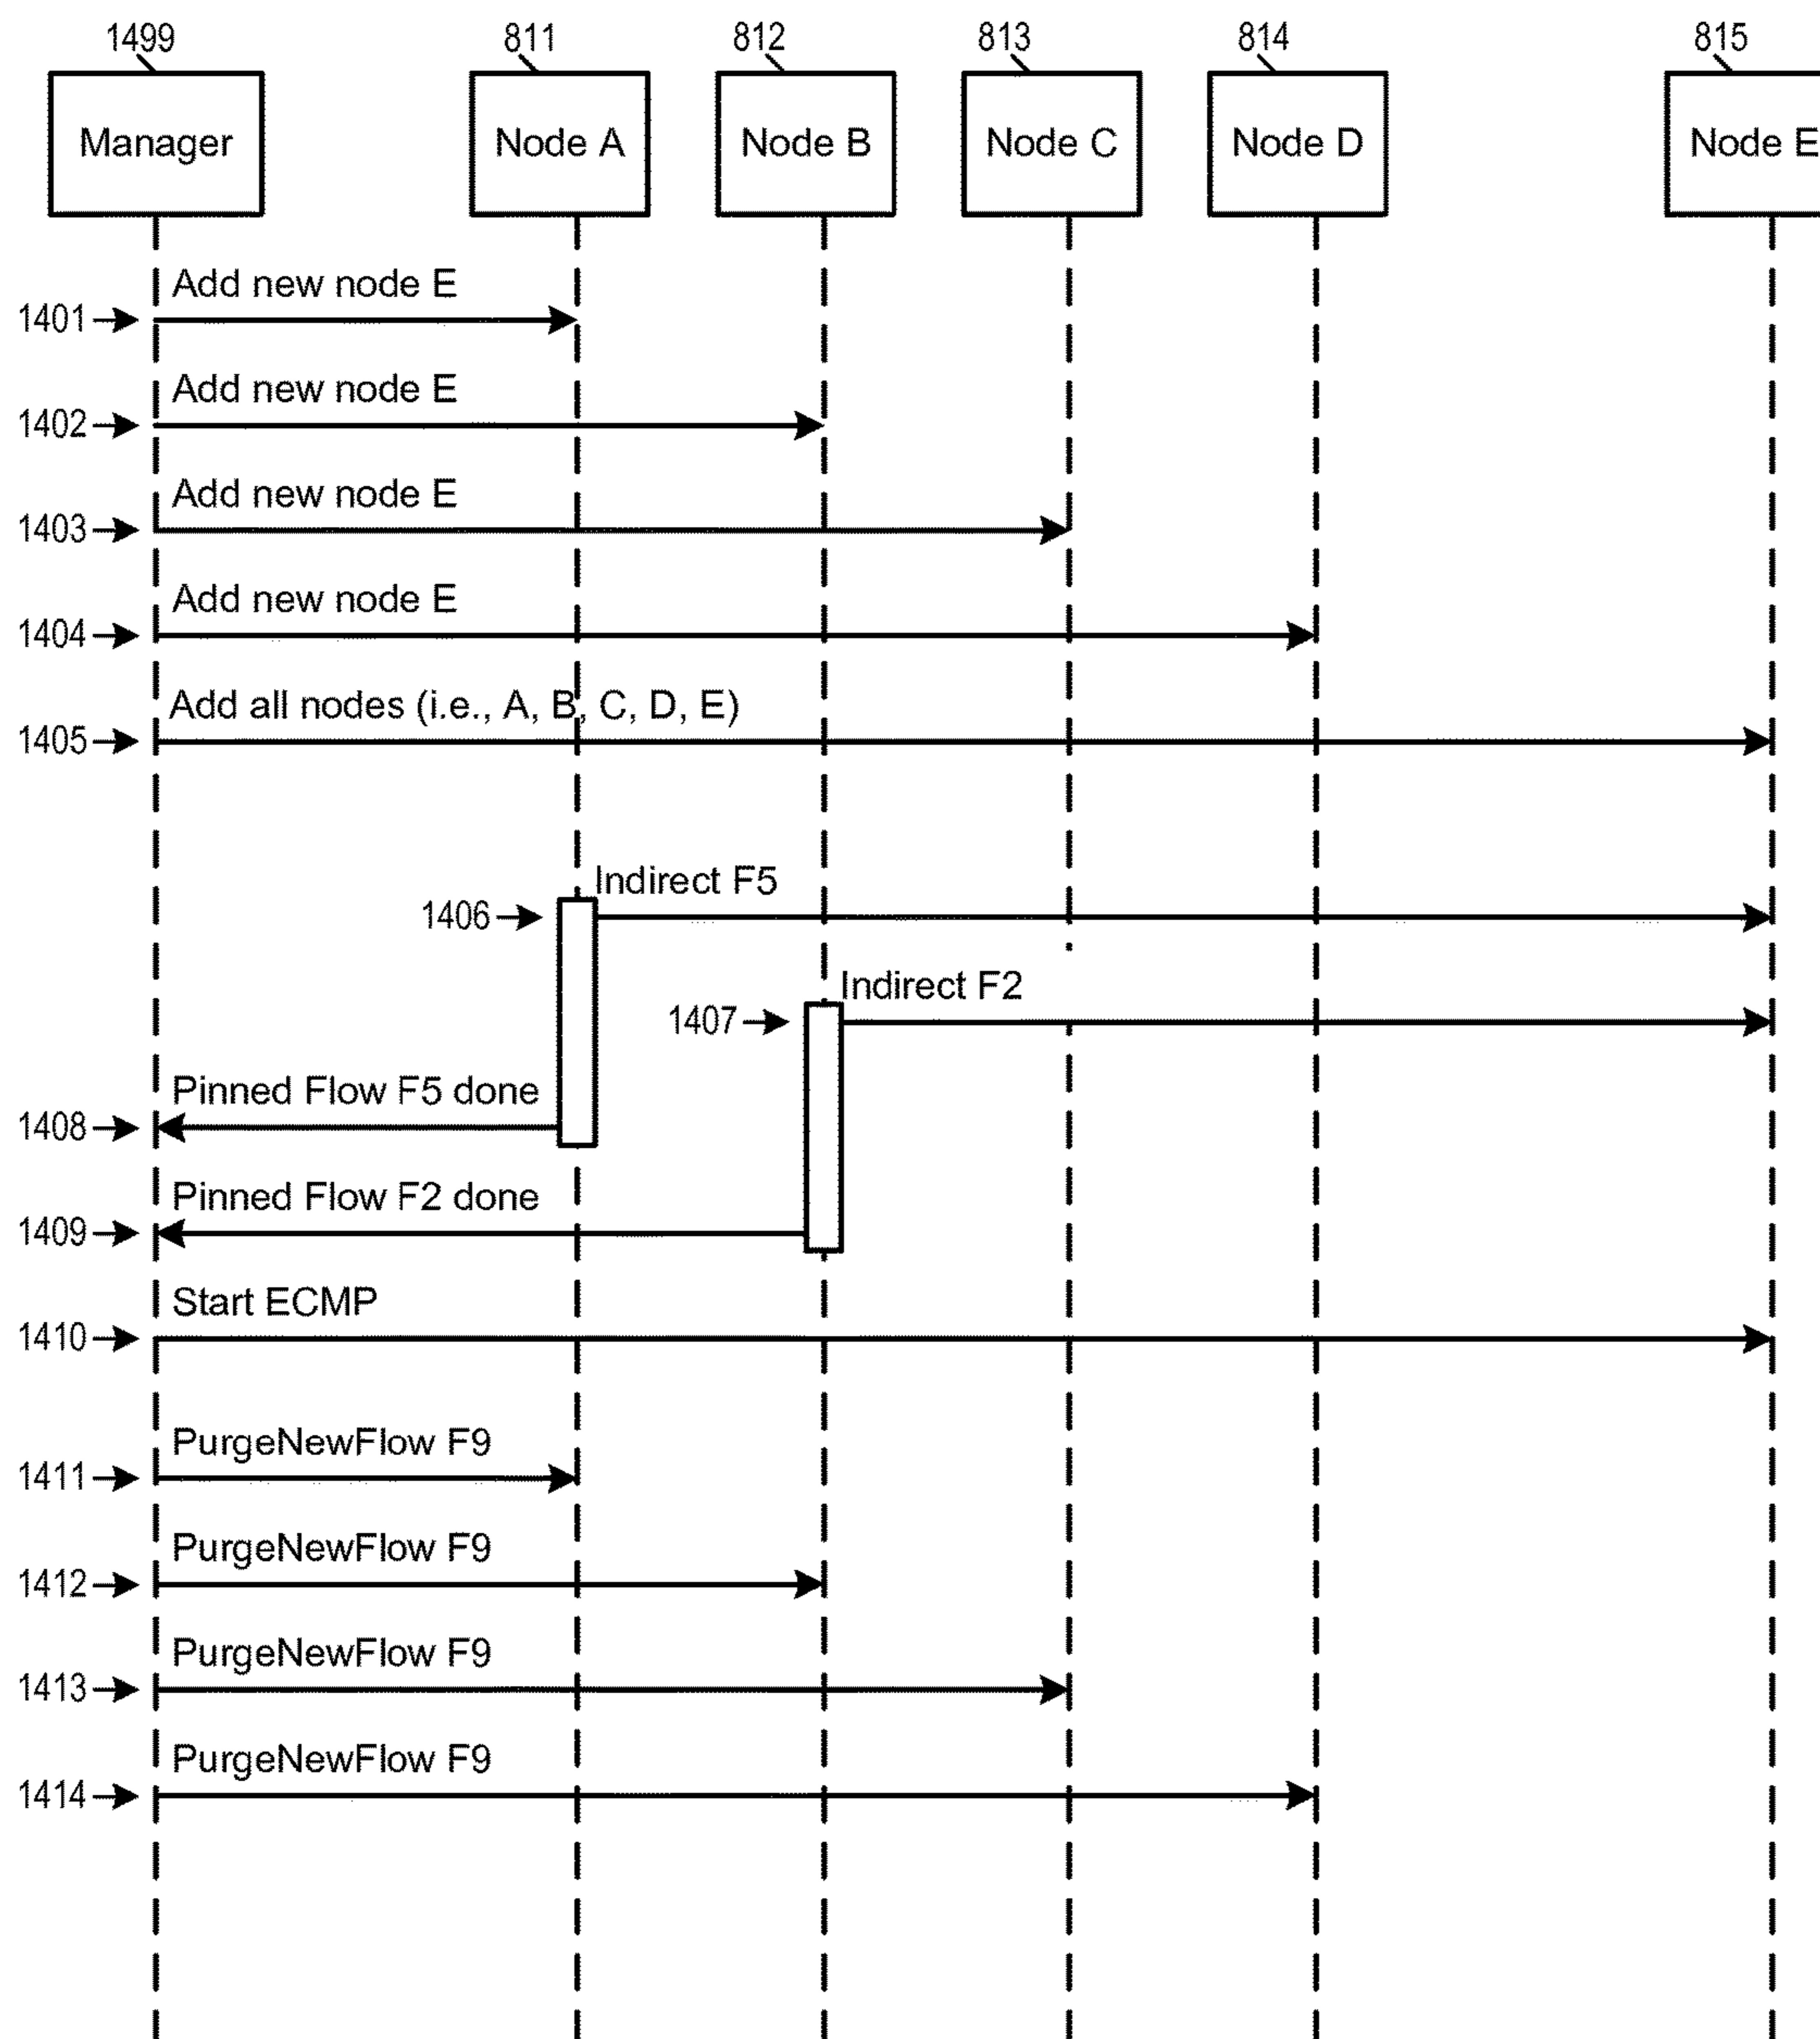 1499
811
812
813
814
815
Manager
Node A
Node B
Node C
Node D
Node E
Add new node E
1401
Add new node E
1402
Add new node E
1403
Add new node E
1404
Add all nodes (i.e., A, B, C, D, E)
1405
Indirect F5
1406
Indirect F2
1407
Pinned Flow F5 done
1408
Pinned Flow F2 done
1409
Start ECMP
1410
PurgeNewFlow F9
1411
PurgeNewFlow F9
1412
PurgeNewFlow F9
1413
PurgeNewFlow F9
1414